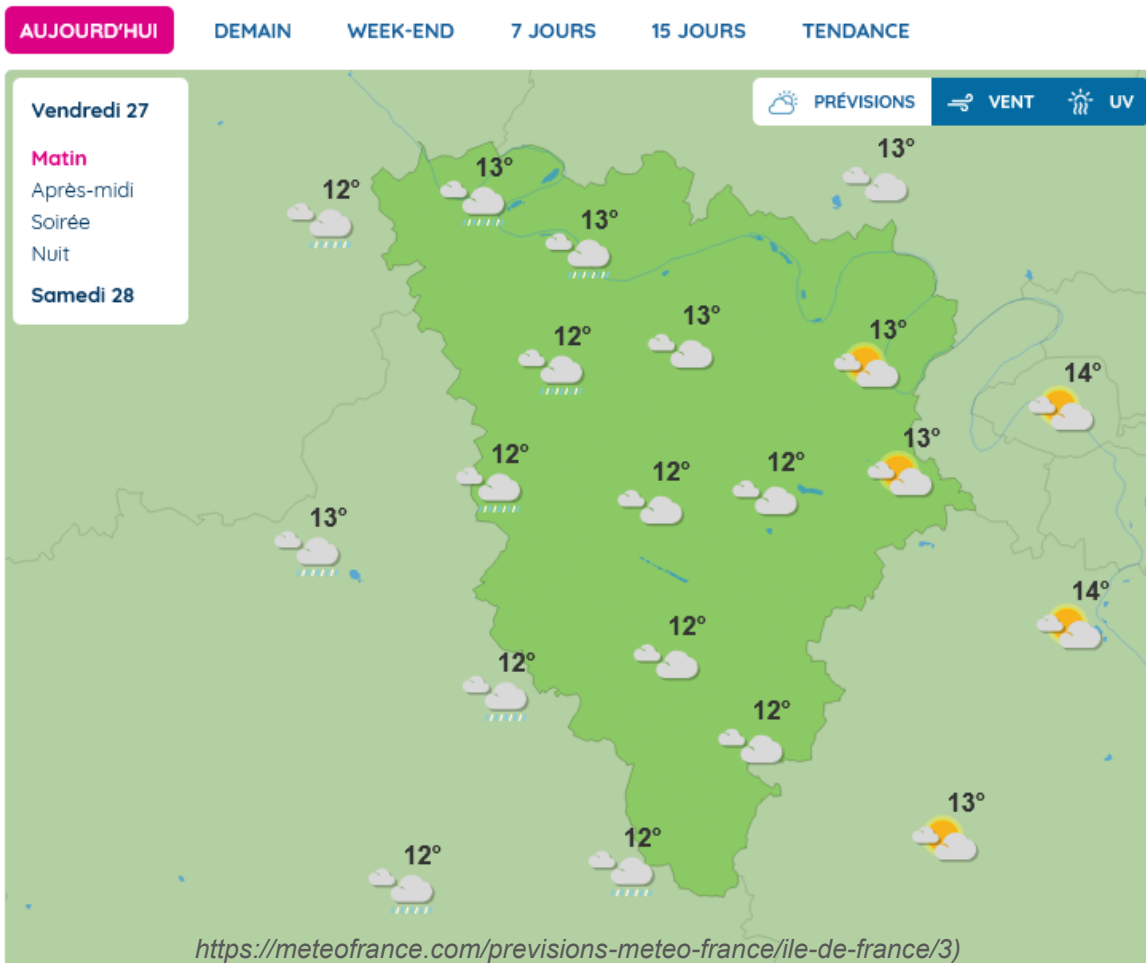 AUJOURD'HUI DEMAIN WEEK-END 7 JOURS 15 JOURS TENDANCE
Vendredi 27
Matin
Après-midi
Soirée
Nuit
Samedi 28
PRÉVISIONS VENT UV
13°
13°
12°
13°
13°
13°
12°
14°
13°
12°
12°
12°
13°
14°
12°
12°
12°
13°
12°
12°
https://meteofrance.com/previsions-meteo-france/ile-de-france/3)